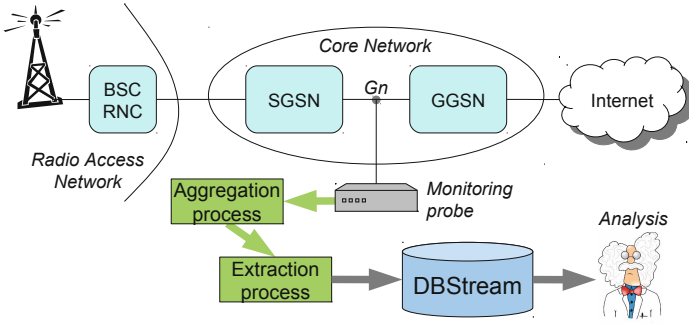 Core Network
BSC
RNC
SGSN
Gn
GGSN
Internet
Radio Access
Network
Aggregation
process
Monitoring
probe
Analysis
Extraction
process
DBStream